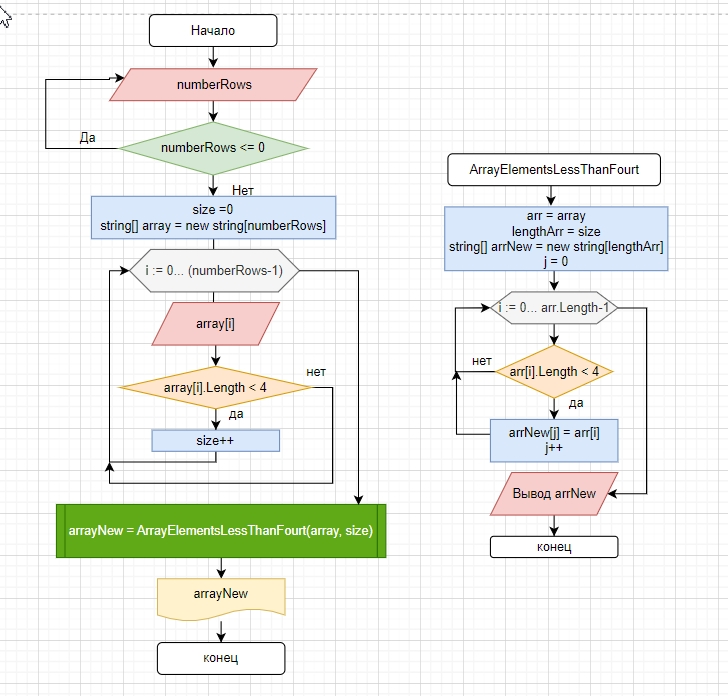 Начало
numberRows
numberRows <= 0
Да
Нет
size =0
string[] array = new string[numberRows]
i := 0... (numberRows-1)
array[i]
array[i].Length < 4
нет
да
size++
arrayNew = ArrayElementsLessThanFourt(array, size)
arrayNew
конец
ArrayElementsLessThanFourt
arr = array
lengthArr = size
string[] arrNew = new string[lengthArr]
j = 0
i := 0... arr.Length-1
нет
arr[i].Length < 4
да
arrNew[j] = arr[i]
j++
Вывод arrNew
конец